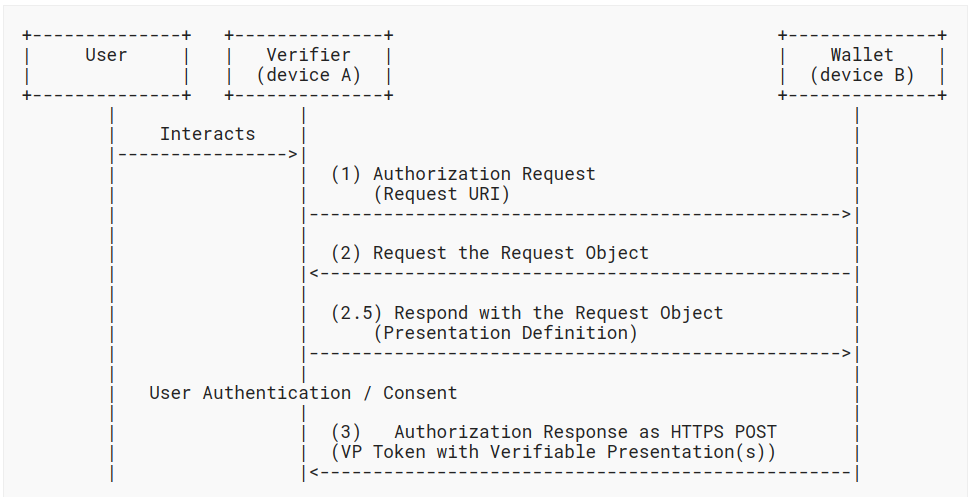 User Verifier Wallet
(device A) (device B)
Interacts
(1) Authorization Request
(Request URI)
(2) Request the Request Object
(2.5) Respond with the Request Object
(Presentation Definition)
User Authentication / Consent
(3) Authorization Response as HTTPS POST
(VP Token with Verifiable Presentation(s))